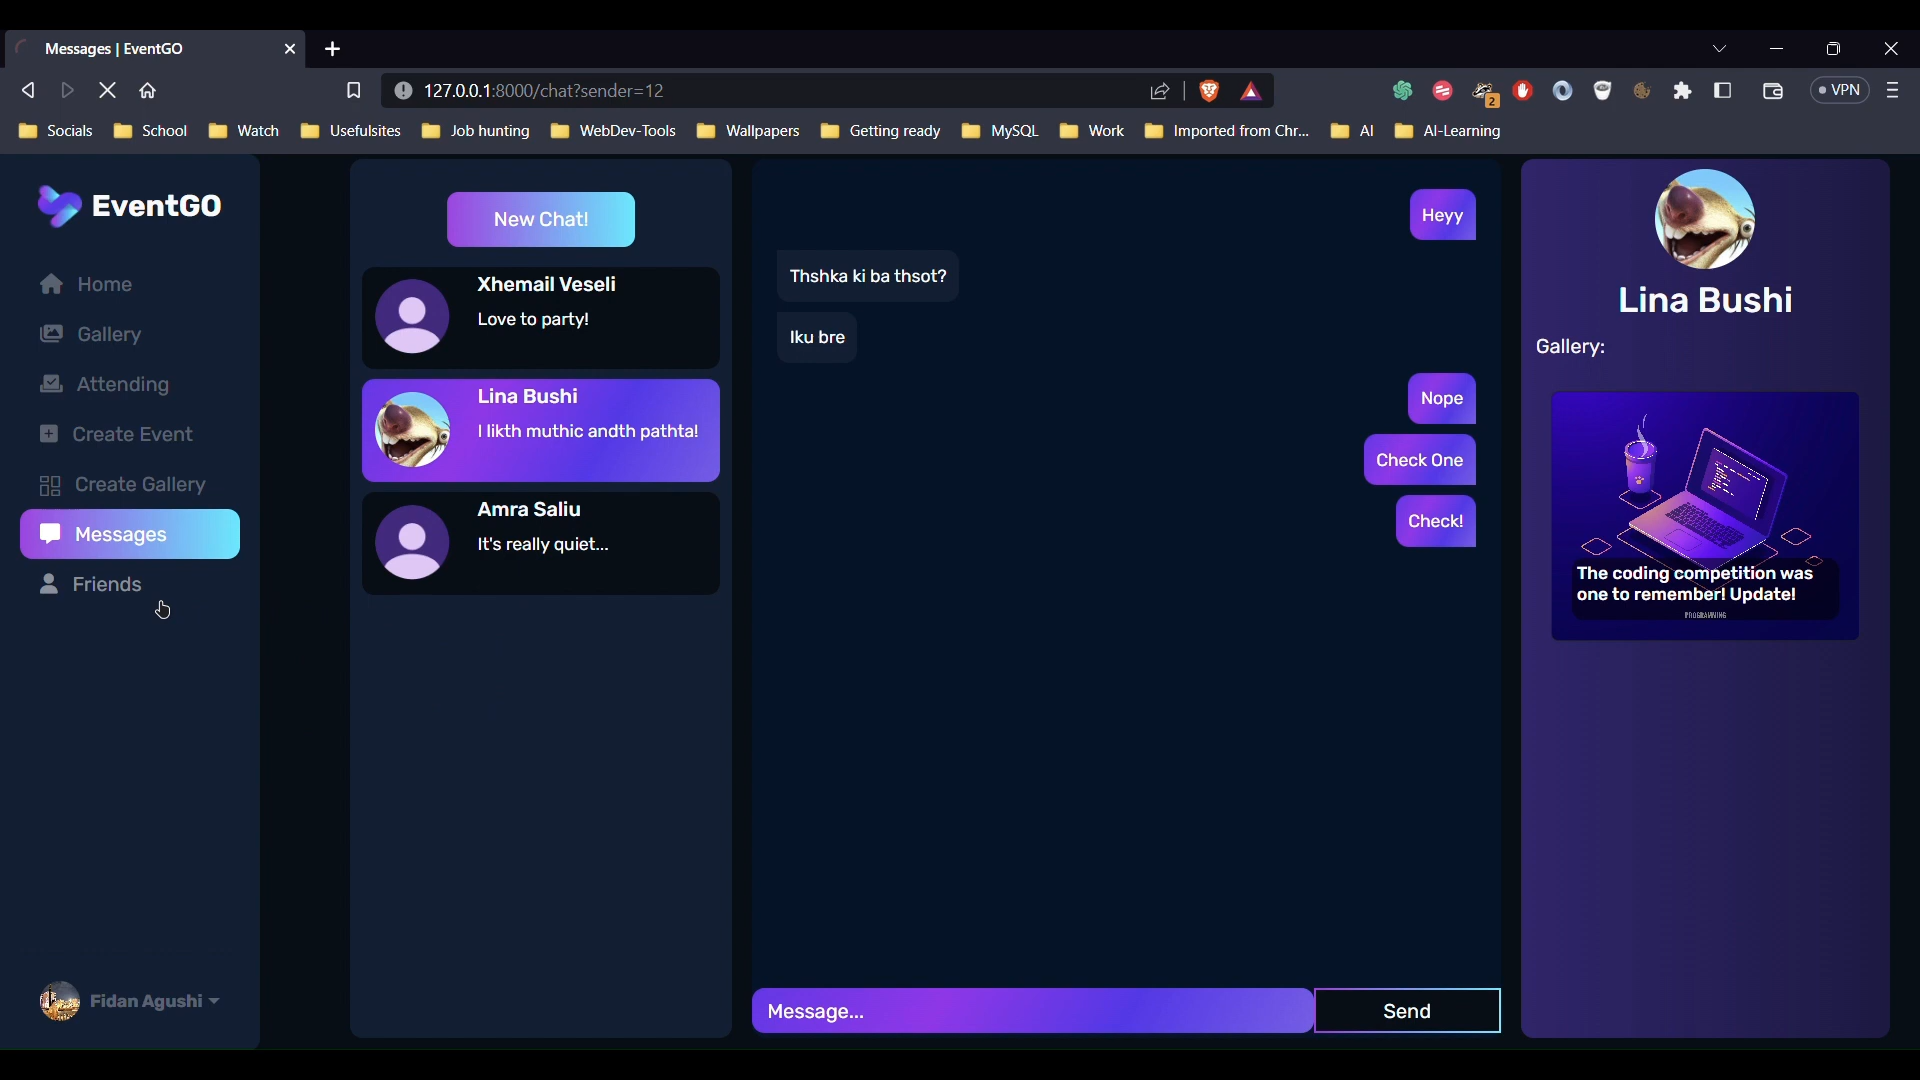 Messages | EventGO
127.0.0.1:8000/chat?sender=12
2
VPN
Socials
School
Watch
Usefulsites
Job hunting
WebDev-Tools
Wallpapers
Getting ready
MySQL
Work
Imported from Chr...
AI
AI-Learning
EventGO
Home
Gallery
Attending
Create Event
Create Gallery
Messages
Friends
Fidan Agushi
New Chat!
Xhemail Veseli
Love to party!
Lina Bushi
I likth muthic andth pathta!
Amra Saliu
It's really quiet...
Heyy
Thshka ki ba thsot?
Iku bre
Nope
Check One
Check!
Message...
Send
Lina Bushi
Gallery:
The coding competition was
one to remember! Update!
PROGRAMMING